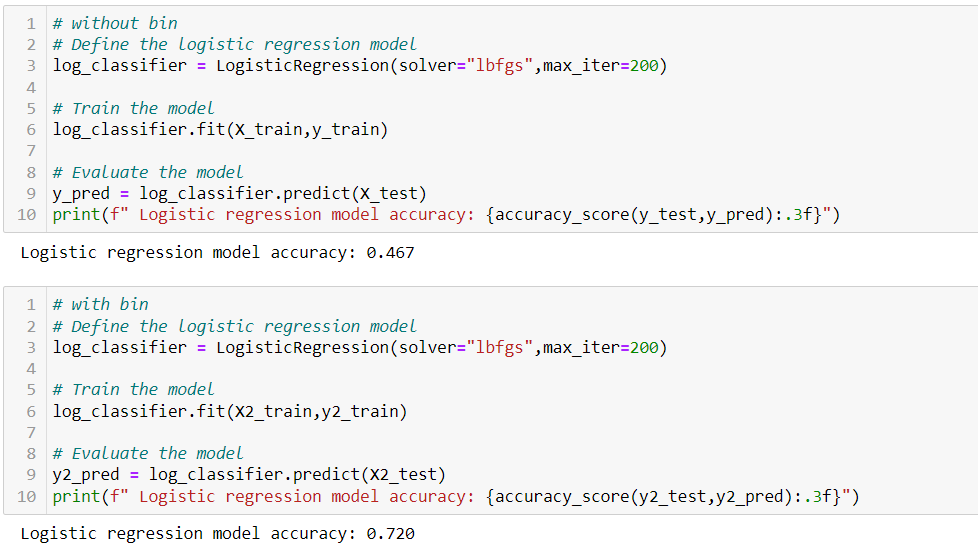 1 # without bin
2 # Define the logistic regression model
3 log_classifier = LogisticRegression(solver="lbfgs",max_iter=200)
4
5 # Train the model
6 log_classifier.fit(X_train,y_train)
7
8 # Evaluate the model
9 y_pred = log_classifier.predict(X_test)
10 print(f" Logistic regression model accuracy: {accuracy_score(y_test,y_pred):.3f}")
Logistic regression model accuracy: 0.467
1 # with bin
2 # Define the logistic regression model
3 log_classifier = LogisticRegression(solver="lbfgs",max_iter=200)
4
5 # Train the model
6 log_classifier.fit(X2_train,y2_train)
7
8 # Evaluate the model
9 y2_pred = log_classifier.predict(X2_test)
10 print(f" Logistic regression model accuracy: {accuracy_score(y2_test,y2_pred):.3f}")
Logistic regression model accuracy: 0.720